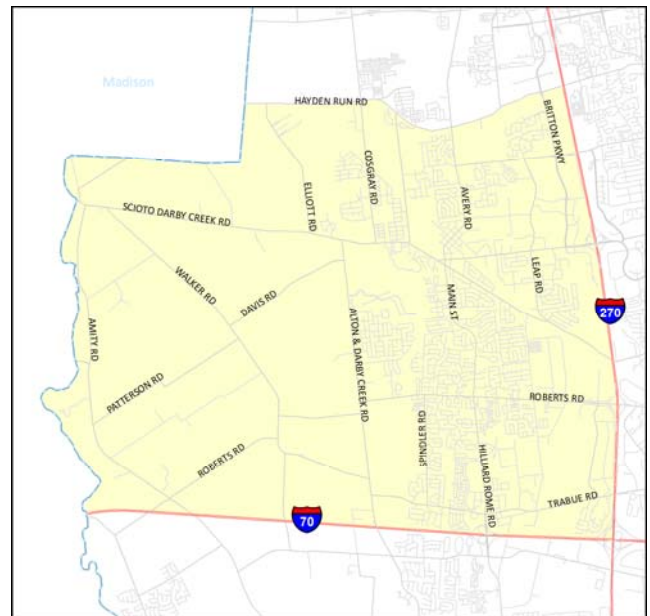 Madison
HAYDEN RUN RD
BRITTON PKWY
COSGRAY RD
ELLIOTT RD
AVERY RD
SCIOTO DARBY CREEK RD
WALKER RD
DAVIS RD
LEAP RD
MAIN ST
270
AMITY RD
ALTON & DARBY CREEK RD
PATTERSON RD
ROBERTS RD
SPINDLER RD
ROBERTS RD
HILLIARD ROME RD
TRABUE RD
70